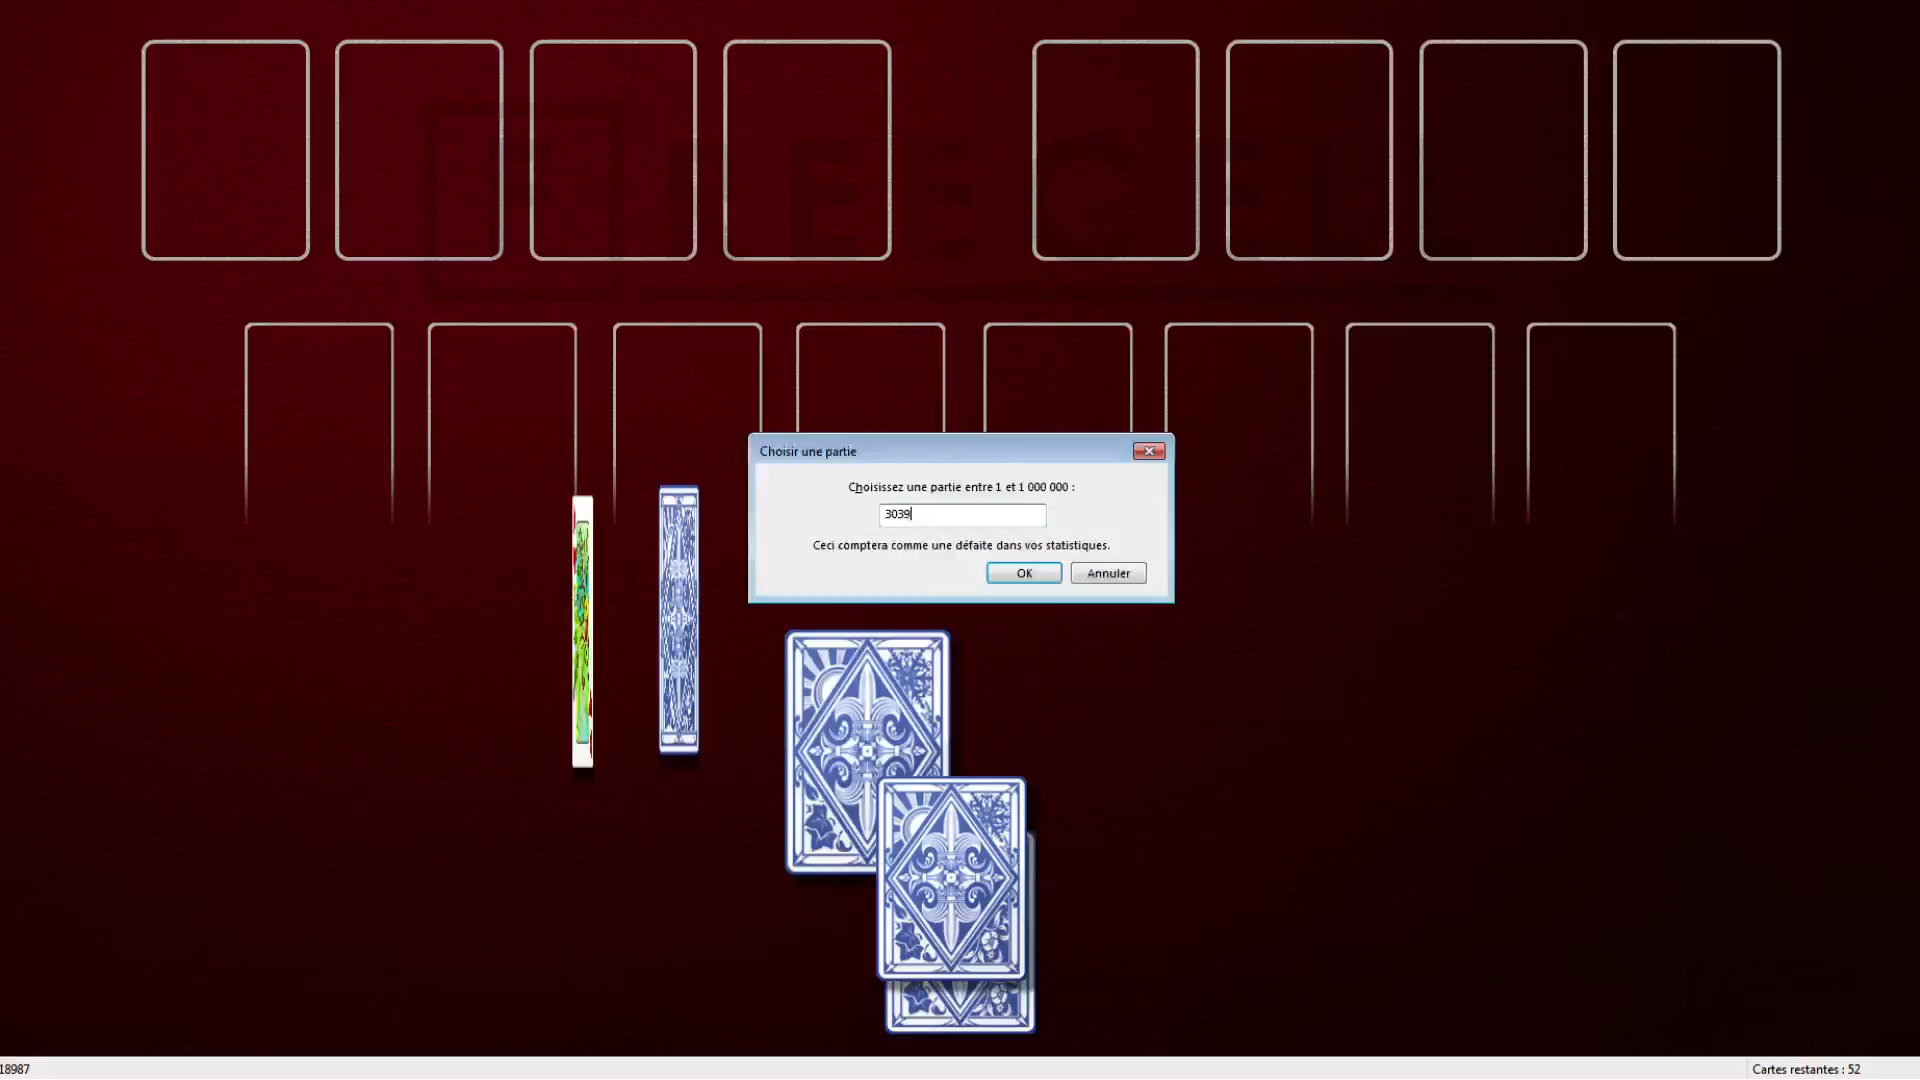 FREECELL
Choisir une partie
Choisissez une partie entre 1 et 1 000 000 :
3039
Ceci comptera comme une défaite dans vos statistiques.
OK
Annuler
18987
Cartes restantes : 52